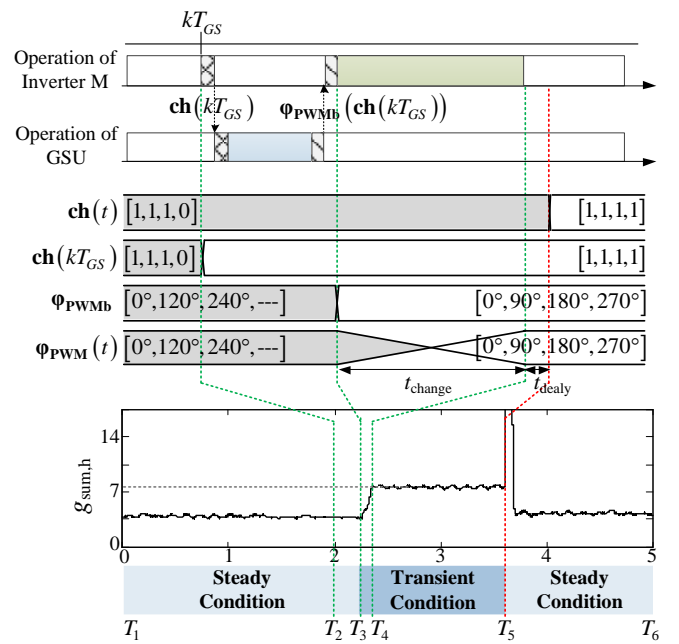 kT_GS
Operation of
Inverter M
ch(kT_GS) φ_PWMb(ch(kT_GS))
Operation of
GSU
ch(t) [1,1,1,0] [1,1,1,1]
ch(kT_GS) [1,1,1,0] [1,1,1,1]
φ_PWMb [0°,120°,240°,---] [0°,90°,180°,270°]
φ_PWM(t) [0°,120°,240°,---] [0°,90°,180°,270°]
t_change t_dealy
g_sum,h
14
7
0
0 1 2 3 4 5
Steady Condition Transient Condition Steady Condition
T_1 T_2 T_3 T_4 T_5 T_6